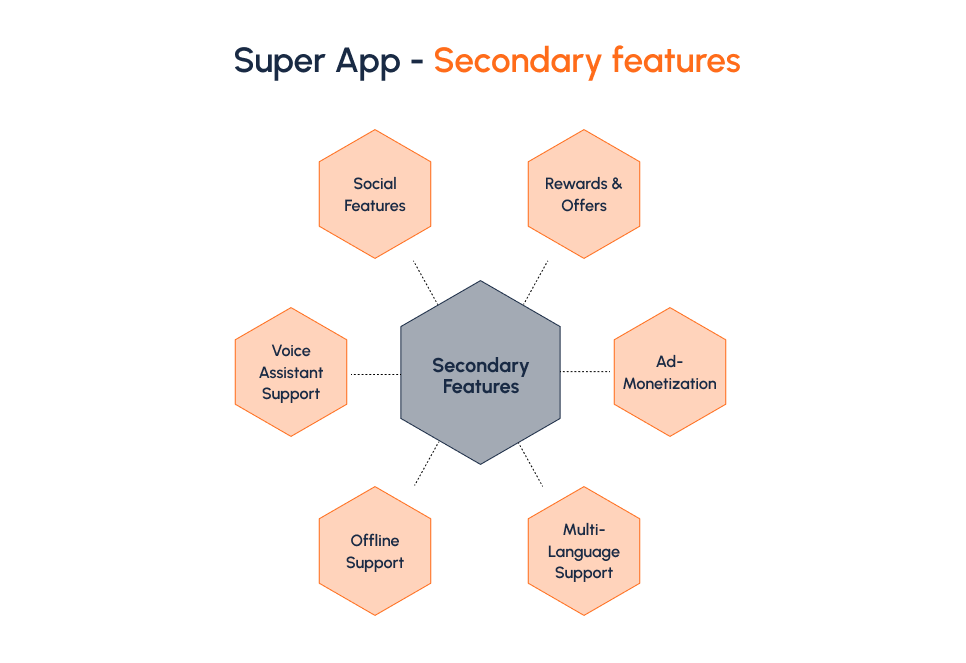 Super App - Secondary features
Social
Features
Rewards &
Offers
Voice
Assistant
Support
Secondary
Features
Ad-
Monetization
Offline
Support
Multi-
Language
Support